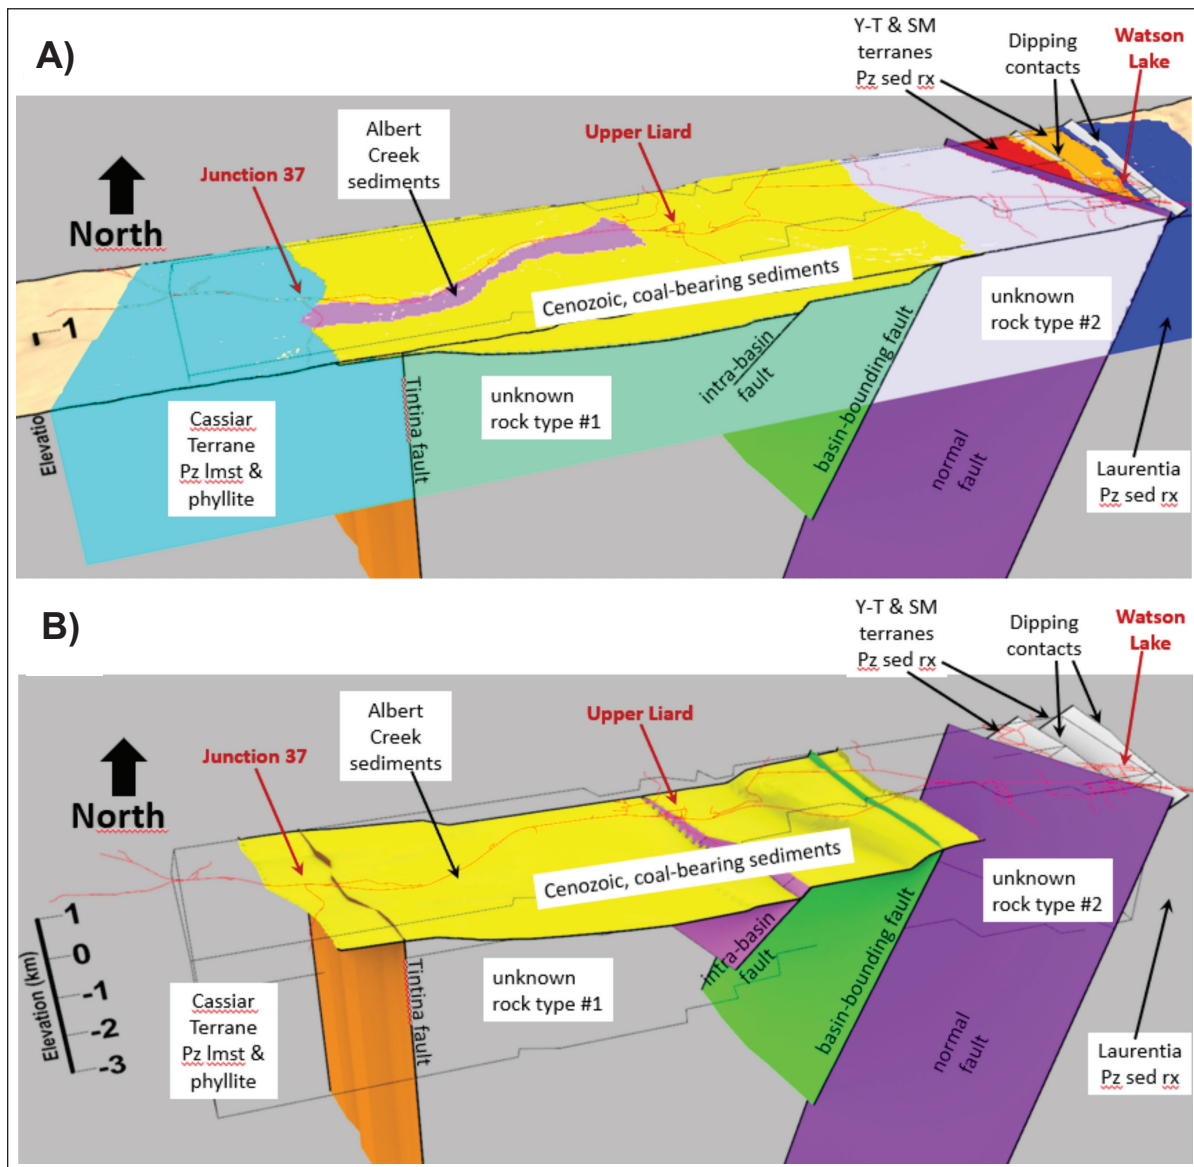 A)
Y-T & SM
terranes
Pz sed rx
Dipping
contacts
Watson
Lake
Albert
Creek
sediments
Upper Liard
Junction 37
North
1
Elevation
Cenozoic, coal-bearing sediments
unknown
rock type #2
Cassiar
Terrane
Pz lmst &
phyllite
Tintina fault
unknown
rock type #1
intra-basin
fault
basin-bounding fault
normal
fault
Laurentia
Pz sed rx
B)
Y-T & SM
terranes
Pz sed rx
Dipping
contacts
Watson
Lake
Albert
Creek
sediments
Upper Liard
Junction 37
North
Cenozoic, coal-bearing sediments
unknown
rock type #2
Elevation (km)
1
0
-1
-2
-3
Cassiar
Terrane
Pz lmst &
phyllite
Tintina fault
unknown
rock type #1
intra-basin
fault
basin-bounding fault
normal
fault
Laurentia
Pz sed rx